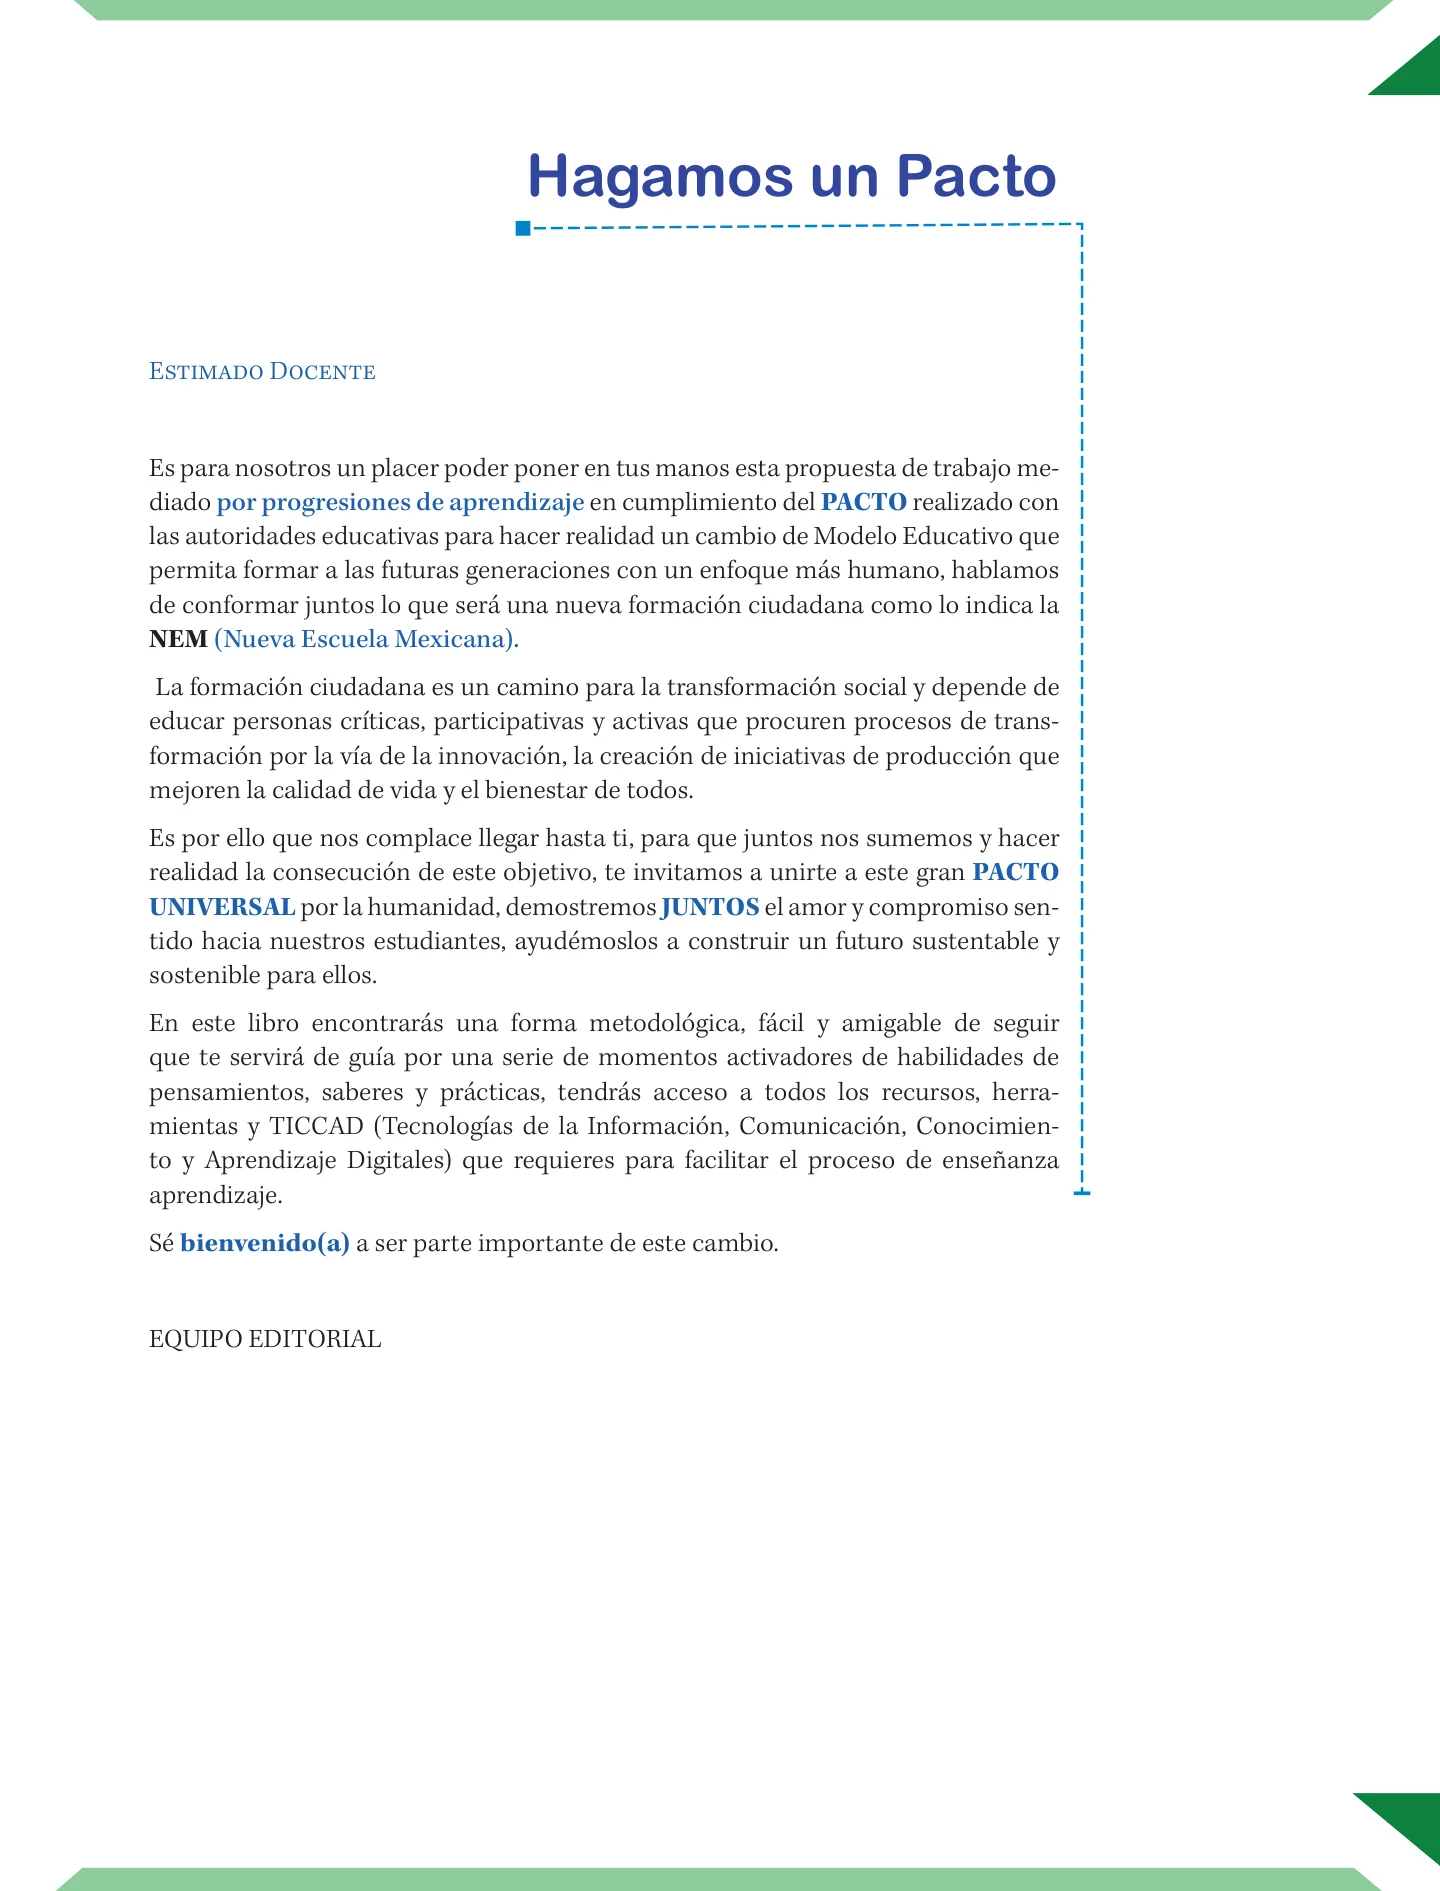 Hagamos un Pacto
Estimado Docente
Es para nosotros un placer poder poner en tus manos esta propuesta de trabajo me-
diado por progresiones de aprendizaje en cumplimiento del PACTO realizado con
las autoridades educativas para hacer realidad un cambio de Modelo Educativo que
permita formar a las futuras generaciones con un enfoque más humano, hablamos
de conformar juntos lo que será una nueva formación ciudadana como lo indica la
NEM (Nueva Escuela Mexicana).
La formación ciudadana es un camino para la transformación social y depende de
educar personas críticas, participativas y activas que procuren procesos de trans-
formación por la vía de la innovación, la creación de iniciativas de producción que
mejoren la calidad de vida y el bienestar de todos.
Es por ello que nos complace llegar hasta ti, para que juntos nos sumemos y hacer
realidad la consecución de este objetivo, te invitamos a unirte a este gran PACTO
UNIVERSAL por la humanidad, demostremos JUNTOS el amor y compromiso sen-
tido hacia nuestros estudiantes, ayudémoslos a construir un futuro sustentable y
sostenible para ellos.
En este libro encontrarás una forma metodológica, fácil y amigable de seguir
que te servirá de guía por una serie de momentos activadores de habilidades de
pensamientos, saberes y prácticas, tendrás acceso a todos los recursos, herra-
mientas y TICCAD (Tecnologías de la Información, Comunicación, Conocimien-
to y Aprendizaje Digitales) que requieres para facilitar el proceso de enseñanza
aprendizaje.
Sé bienvenido(a) a ser parte importante de este cambio.
EQUIPO EDITORIAL